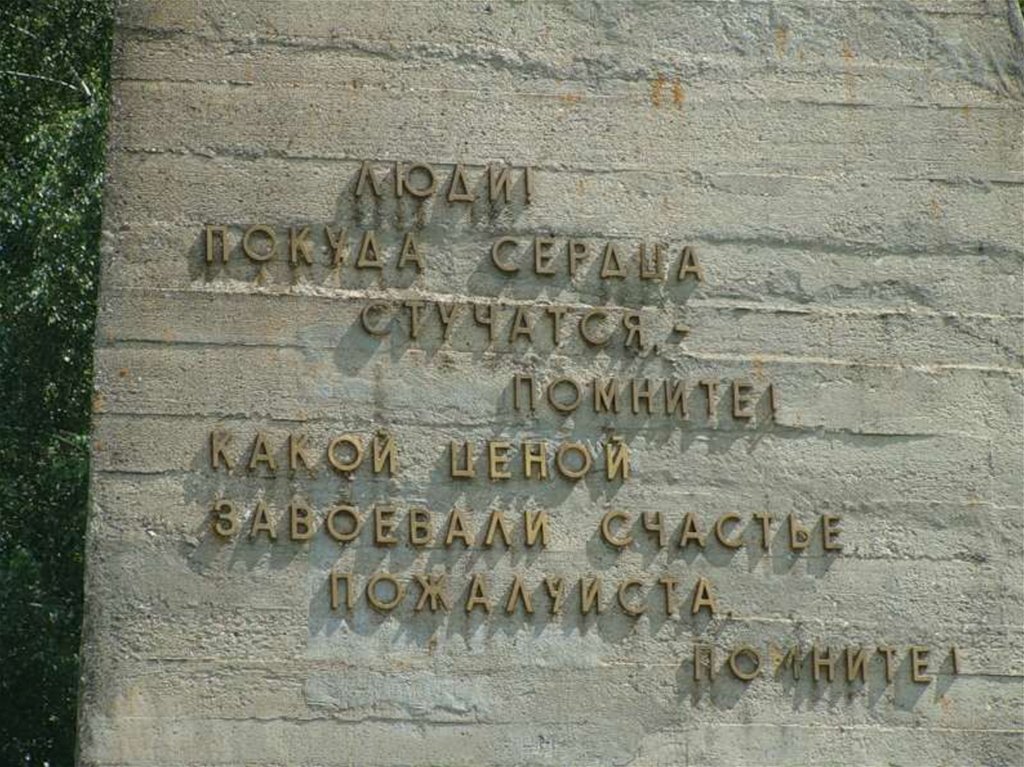 ЛЮДИ!
ПОКУДА СЕРДЦА
СТУЧАТСЯ,-
ПОМНИТЕ!
КАКОЙ ЦЕНОЙ
ЗАВОЕВАЛИ СЧАСТЬЕ
ПОЖАЛУЙСТА,
ПОМНИТЕ!